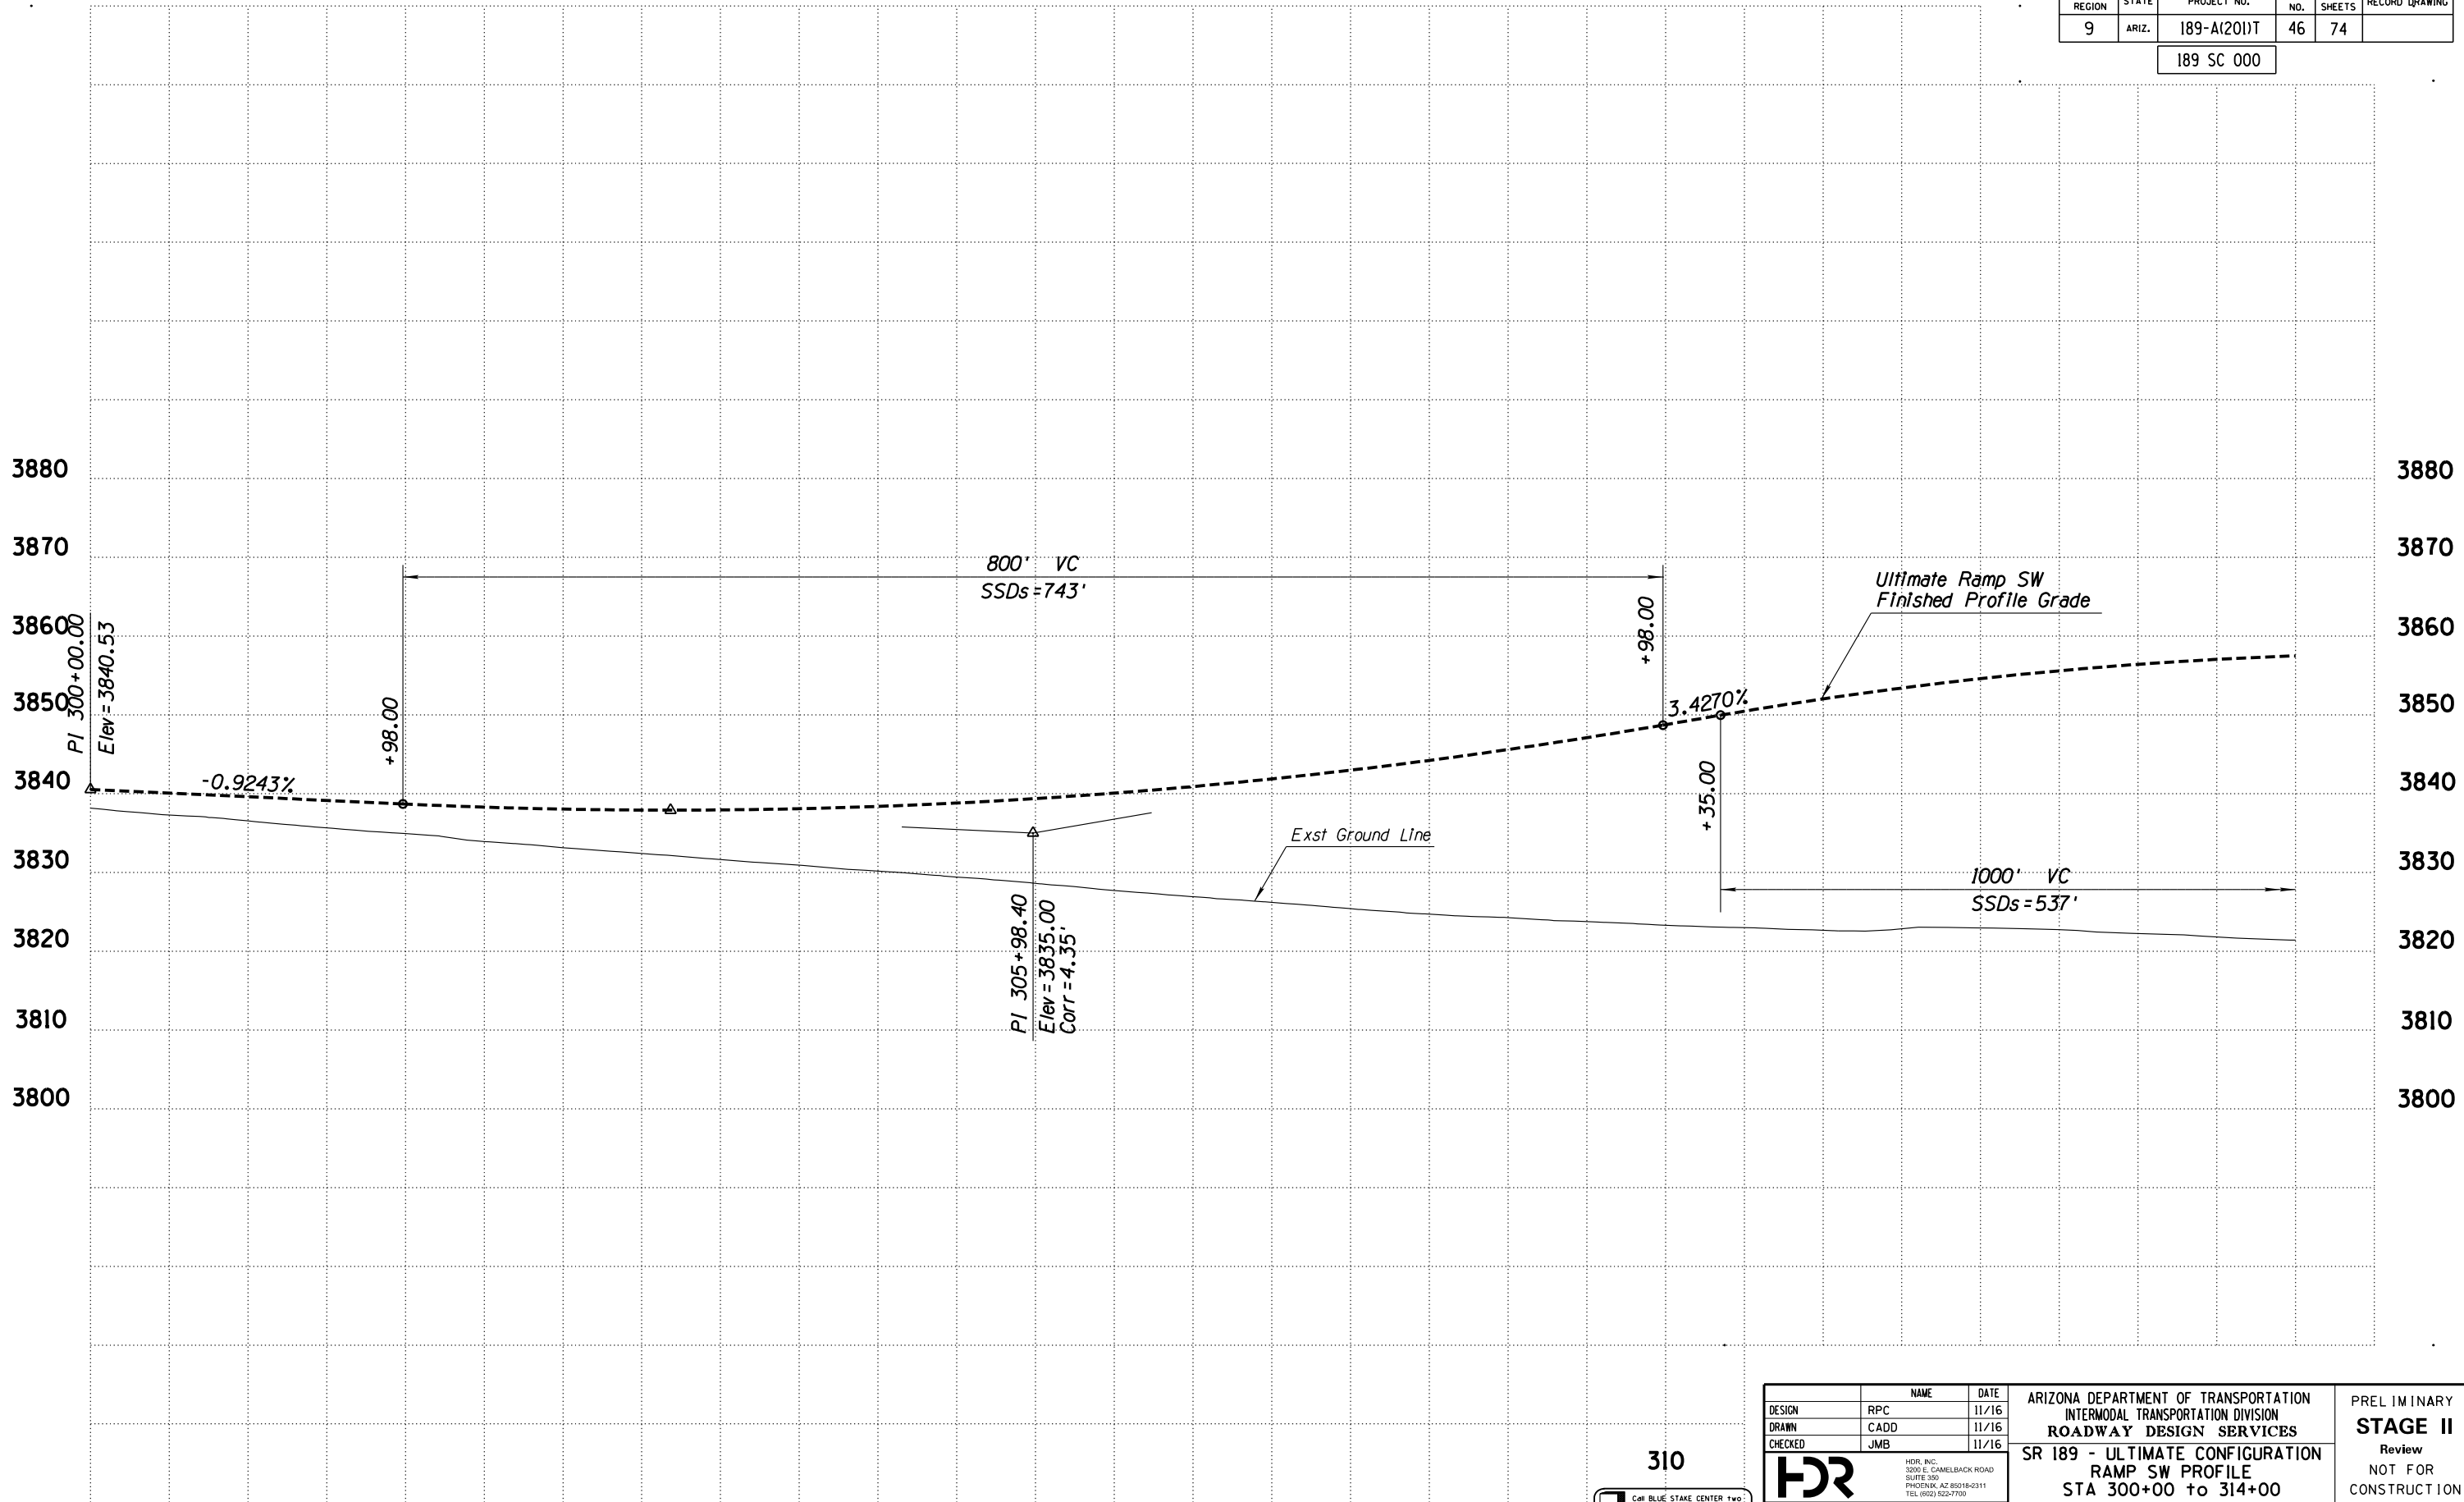 REGION STATE PROJECT NO. NO. SHEETS RECORD DRAWING
9 ARIZ. 189-A(201)T 46 74
189 SC 000
3880 3880
3870 3870
800' VC
SSDs=743'
Ultimate Ramp SW
Finished Profile Grade
3860 3860
PI 300+00.00
Elev=3840.53
+98.00
+98.00
3850 3850
3.4270%
3840 3840
-0.9243%
+35.00
Exst Ground Line
3830 3830
1000' VC
SSDs=537'
PI 305+98.40
Elev=3835.00
Corr=4.35'
3820 3820
3810 3810
3800 3800
310
Call BLUE STAKE CENTER two
NAME DATE
DESIGN RPC 11/16
DRAWN CADD 11/16
CHECKED JMB 11/16
HDR
HDR, INC.
3200 E. CAMELBACK ROAD
SUITE 350
PHOENIX, AZ 85018-2311
TEL (602) 522-7700
ARIZONA DEPARTMENT OF TRANSPORTATION
INTERMODAL TRANSPORTATION DIVISION
ROADWAY DESIGN SERVICES
SR 189 - ULTIMATE CONFIGURATION
RAMP SW PROFILE
STA 300+00 to 314+00
PRELIMINARY
STAGE II
Review
NOT FOR
CONSTRUCTION